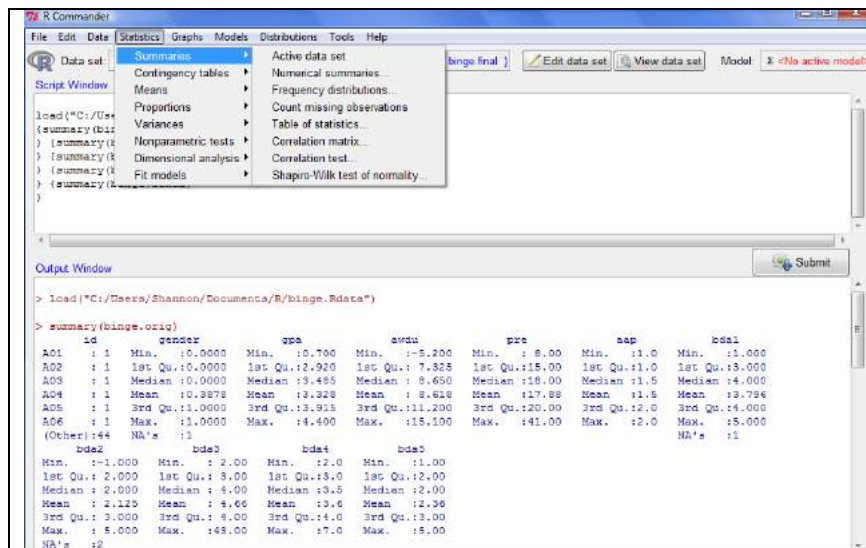 R Commander
File Edit Data Statistics Graphs Models Distributions Tools Help
Data set: binge.final ) Edit data set View data set Model: Σ <No active model>
Summaries
Contingency tables
Means
Proportions
Variances
Nonparametric tests
Dimensional analysis
Fit models
Active data set
Numerical summaries...
Frequency distributions...
Count missing observations
Table of statistics...
Correlation matrix...
Correlation test...
Shapiro-Wilk test of normality...
Script Window
load("C:/Use
{summary(bin
} {summary(b
} {summary(b
} {summary(b
} {summary(b
}
Submit
Output Window
> load("C:/Users/Shannon/Documents/R/binge.Rdata")
> summary(binge.orig)
id gender gpa awdu pre aap bda1
A01 : 1 Min. :0.0000 Min. :0.700 Min. :-5.200 Min. : 8.00 Min. :1.0 Min. :1.000
A02 : 1 1st Qu.:0.0000 1st Qu.:2.920 1st Qu.: 7.325 1st Qu.:15.00 1st Qu.:1.0 1st Qu.:3.000
A03 : 1 Median :0.0000 Median :3.485 Median : 8.650 Median :18.00 Median :1.5 Median :4.000
A04 : 1 Mean :0.3878 Mean :3.328 Mean : 8.618 Mean :17.88 Mean :1.5 Mean :3.796
A05 : 1 3rd Qu.:1.0000 3rd Qu.:3.915 3rd Qu.:11.200 3rd Qu.:20.00 3rd Qu.:2.0 3rd Qu.:4.000
A06 : 1 Max. :1.0000 Max. :4.400 Max. :15.100 Max. :41.00 Max. :2.0 Max. :5.000
(Other):44 NA's :1 NA's :1
bda2 bda3 bda4 bda5
Min. :-1.000 Min. : 2.00 Min. :2.0 Min. :1.00
1st Qu.: 2.000 1st Qu.: 3.00 1st Qu.:3.0 1st Qu.:2.00
Median : 2.000 Median : 4.00 Median :3.5 Median :2.00
Mean : 2.125 Mean : 4.66 Mean :3.6 Mean :2.36
3rd Qu.: 3.000 3rd Qu.: 4.00 3rd Qu.:4.0 3rd Qu.:3.00
Max. : 5.000 Max. :43.00 Max. :7.0 Max. :5.00
NA's :2